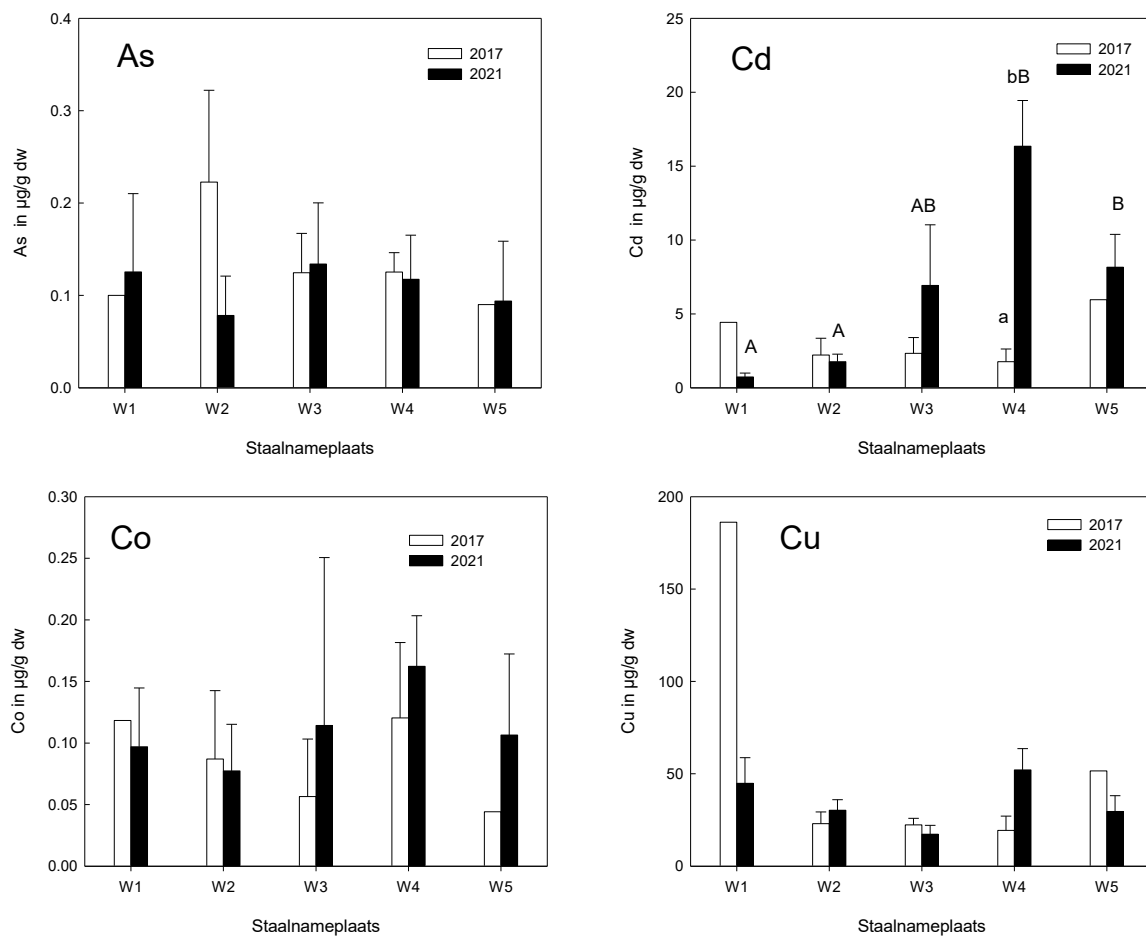 As
2017
2021
0.4
0.3
0.2
0.1
0.0
As in µg/g dw
W1 W2 W3 W4 W5
Staalnameplaats
Cd
2017
2021
25
20
15
10
5
0
Cd in µg/g dw
bB
AB
B
a
A A
W1 W2 W3 W4 W5
Staalnameplaats
Co
2017
2021
0.30
0.25
0.20
0.15
0.10
0.05
0.00
Co in µg/g dw
W1 W2 W3 W4 W5
Staalnameplaats
Cu
2017
2021
200
150
100
50
0
Cu in µg/g dw
W1 W2 W3 W4 W5
Staalnameplaats